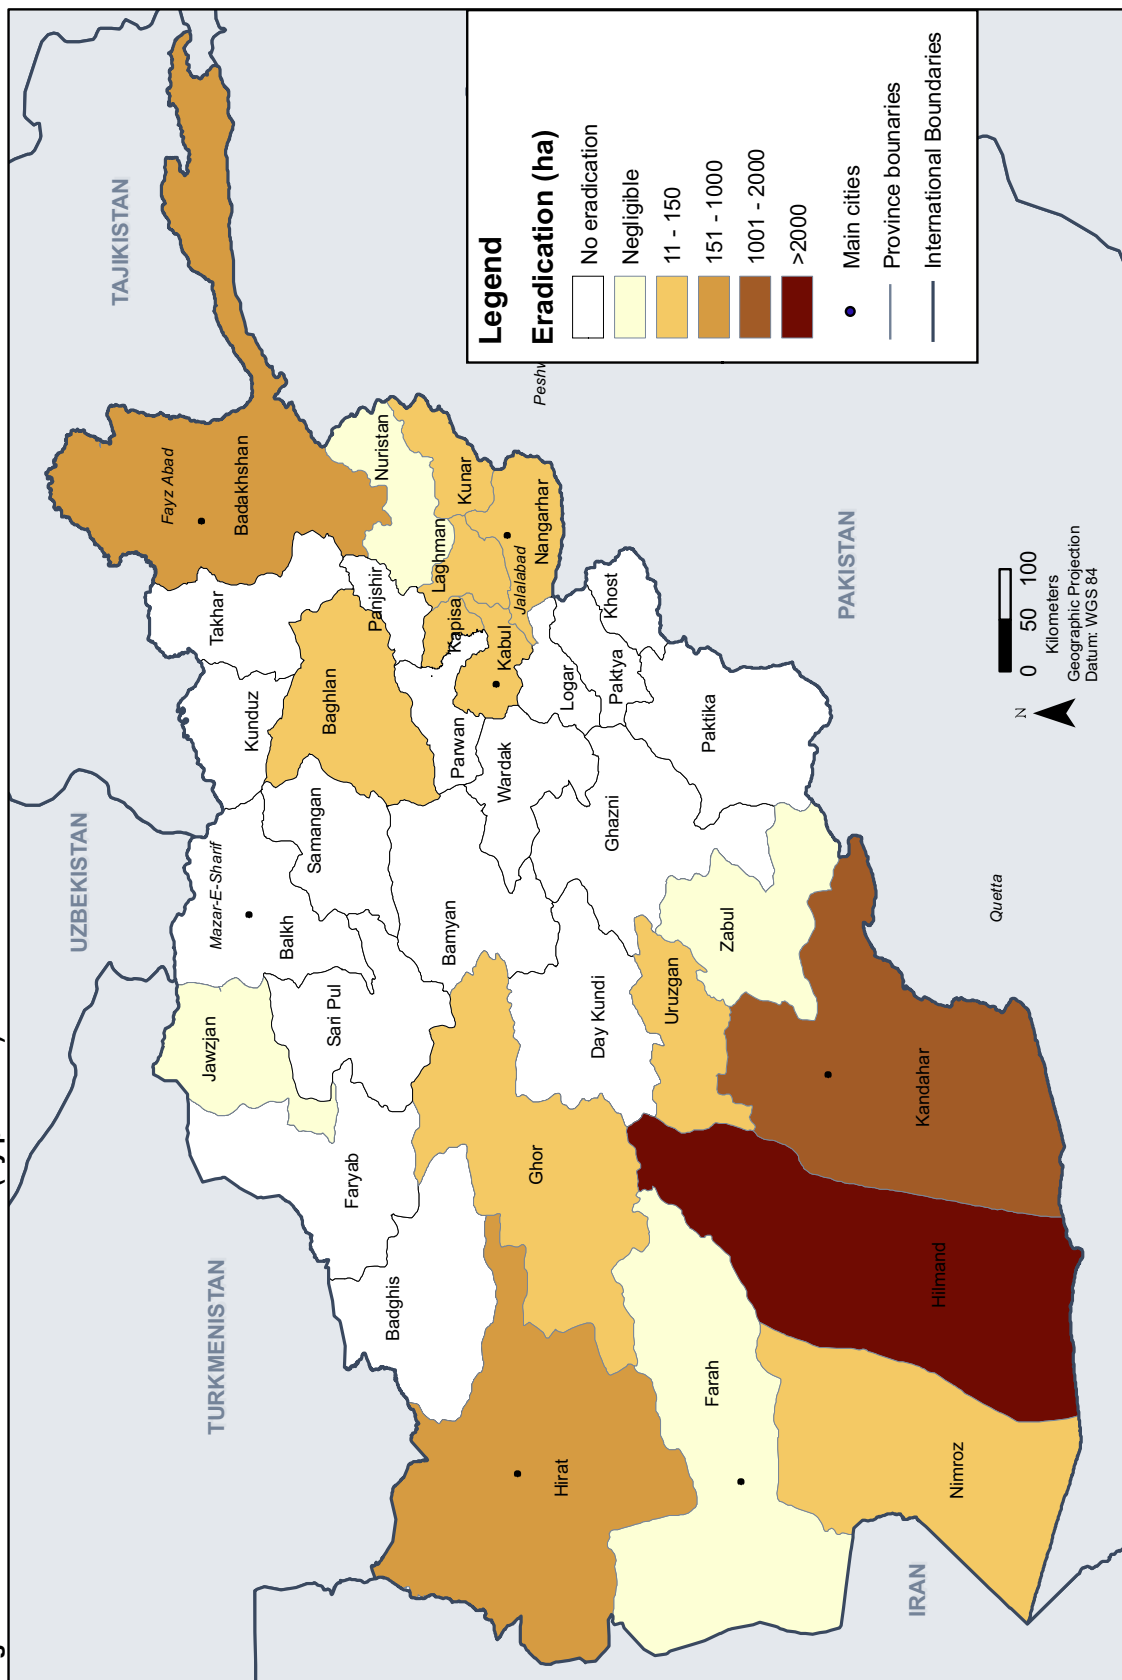 TAJIKISTAN
UZBEKISTAN
TURKMENISTAN
PAKISTAN
IRAN
Fayz Abad
Badakhshan
Takhar
Kunduz
Mazar-E-Sharif
Balkh
Jawzjan
Samangan
Baghlan
Sari Pul
Faryab
Badghis
Nuristan
Panjshir
Kunar
Laghman
Kapisa
Nangarhar
Jalalabad
Kabul
Parwan
Bamyan
Wardak
Logar
Khost
Paktya
Paktika
Ghazni
Day Kundi
Ghor
Hirat
Uruzgan
Zabul
Farah
Kandahar
Hilmand
Nimroz
Quetta
Peshw
Legend
Eradication (ha)
No eradication
Negligible
11 - 150
151 - 1000
1001 - 2000
>2000
Main cities
Province bounaries
International Boundaries
N
0 50 100
Kilometers
Geographic Projection
Datum: WGS 84